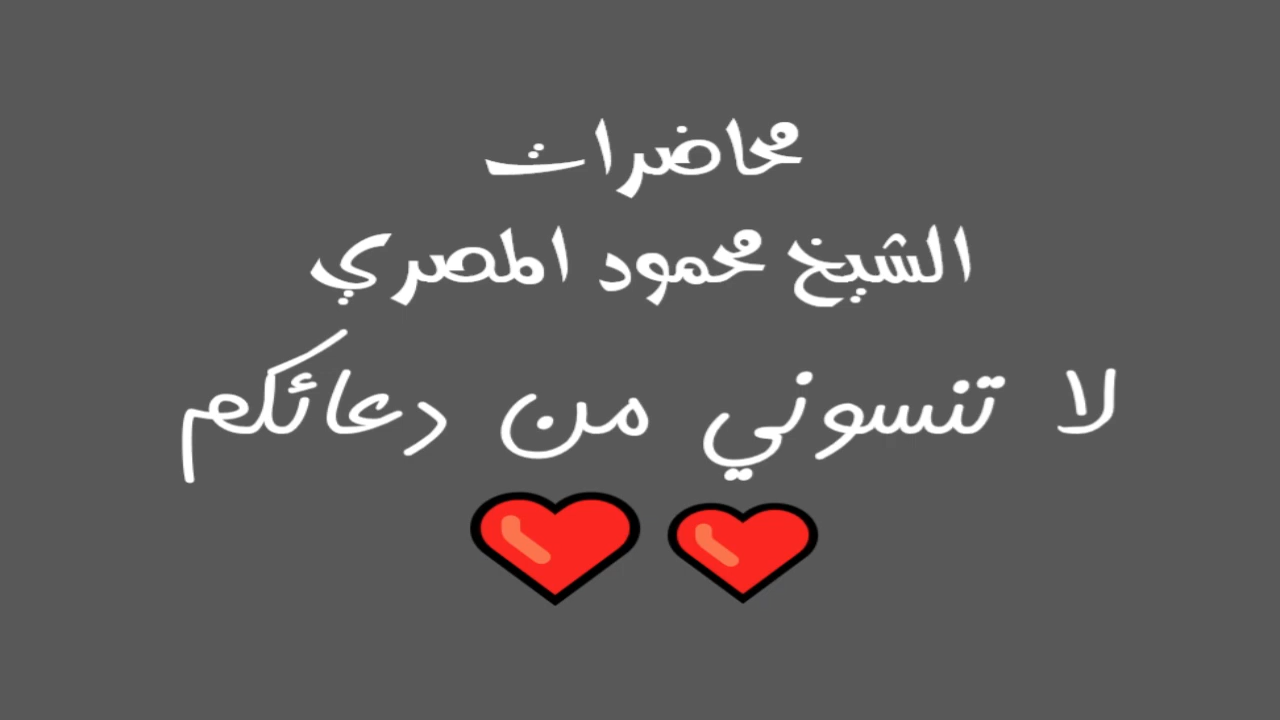 محاضرات
الشيخ محمود المصري
لا تنسوني من دعائكم